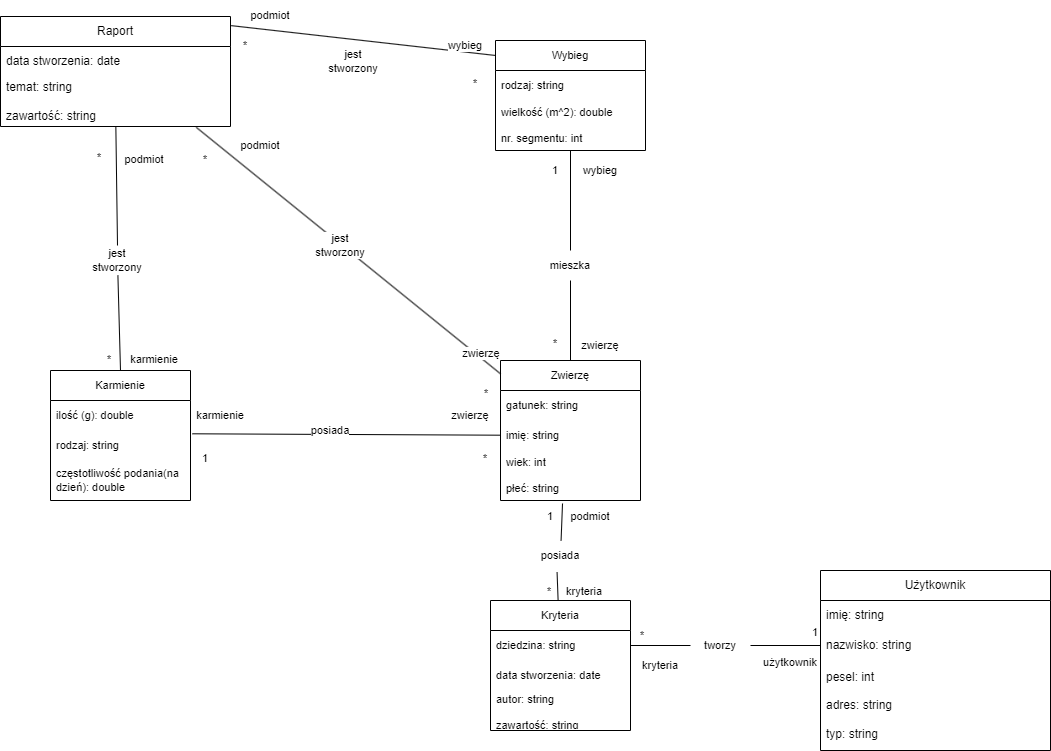 podmiot
Raport
*
data stworzenia: date
temat: string
zawartość: string
jest
stworzony
wybieg
*
Wybieg
rodzaj: string
wielkość (m^2): double
nr. segmentu: int
*
podmiot
*
podmiot
1
wybieg
jest
stworzony
jest
stworzony
mieszka
*
zwierzę
zwierzę
*
karmienie
Karmienie
ilość (g): double
rodzaj: string
częstotliwość podania(na
dzień): double
karmienie
1
posiada
*
zwierzę
*
Zwierzę
gatunek: string
imię: string
wiek: int
płeć: string
1
podmiot
posiada
*
kryteria
Kryteria
dziedzina: string
data stworzenia: date
autor: string
zawartość: string
*
kryteria
tworzy
1
użytkownik
Użytkownik
imię: string
nazwisko: string
pesel: int
adres: string
typ: string